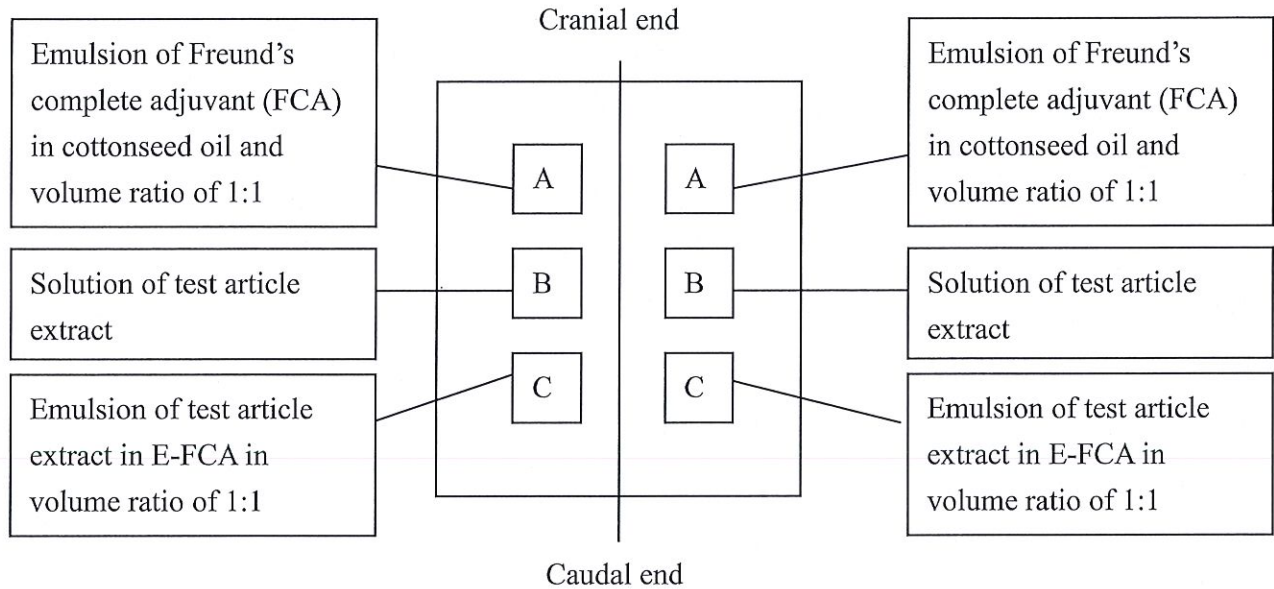 Cranial end
Emulsion of Freund's
complete adjuvant (FCA)
in cottonseed oil and
volume ratio of 1:1
Solution of test article
extract
Emulsion of test article
extract in E-FCA in
volume ratio of 1:1
A
A
B
B
C
C
Emulsion of Freund's
complete adjuvant (FCA)
in cottonseed oil and
volume ratio of 1:1
Solution of test article
extract
Emulsion of test article
extract in E-FCA in
volume ratio of 1:1
Caudal end